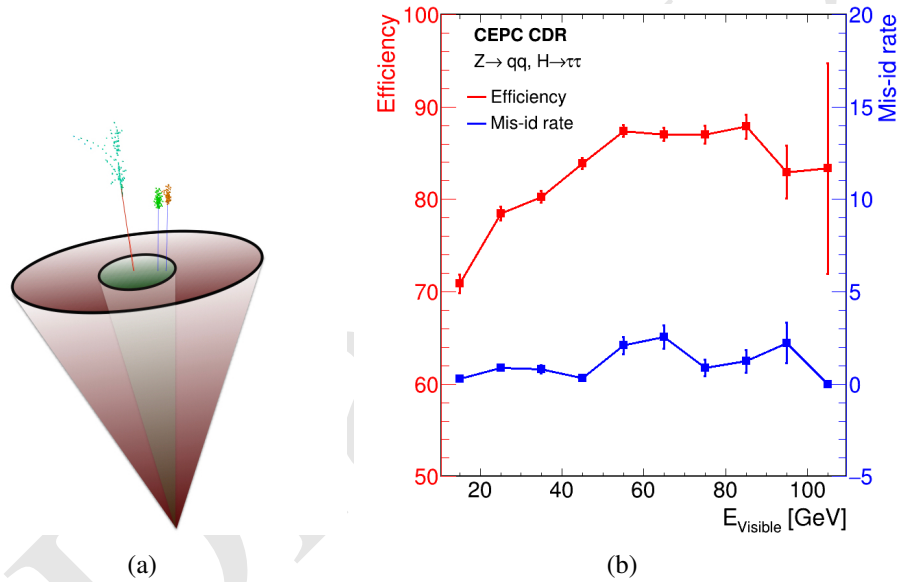 CEPC CDR
Z→ qq, H→ττ
Efficiency
Mis-id rate
Efficiency
100
90
80
70
60
50
Mis-id rate
20
15
10
5
0
−5
20 40 60 80 100
E_Visible [GeV]
(a)
(b)